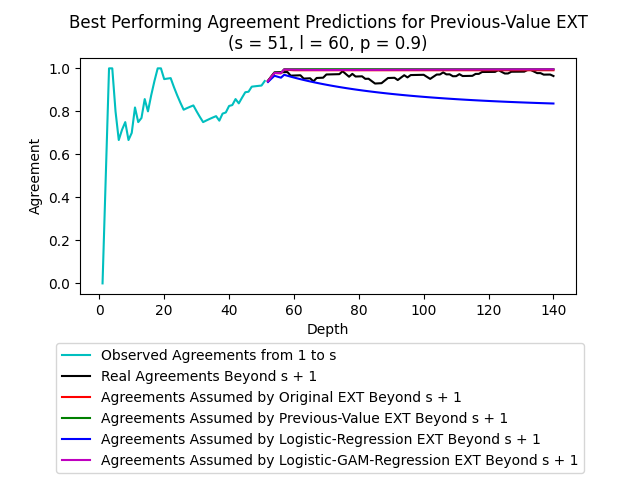 Best Performing Agreement Predictions for Previous-Value EXT
(s = 51, l = 60, p = 0.9)
1.0
0.8
0.6
0.4
0.2
0.0
Agreement
0 20 40 60 80 100 120 140
Depth
Observed Agreements from 1 to s
Real Agreements Beyond s + 1
Agreements Assumed by Original EXT Beyond s + 1
Agreements Assumed by Previous-Value EXT Beyond s + 1
Agreements Assumed by Logistic-Regression EXT Beyond s + 1
Agreements Assumed by Logistic-GAM-Regression EXT Beyond s + 1